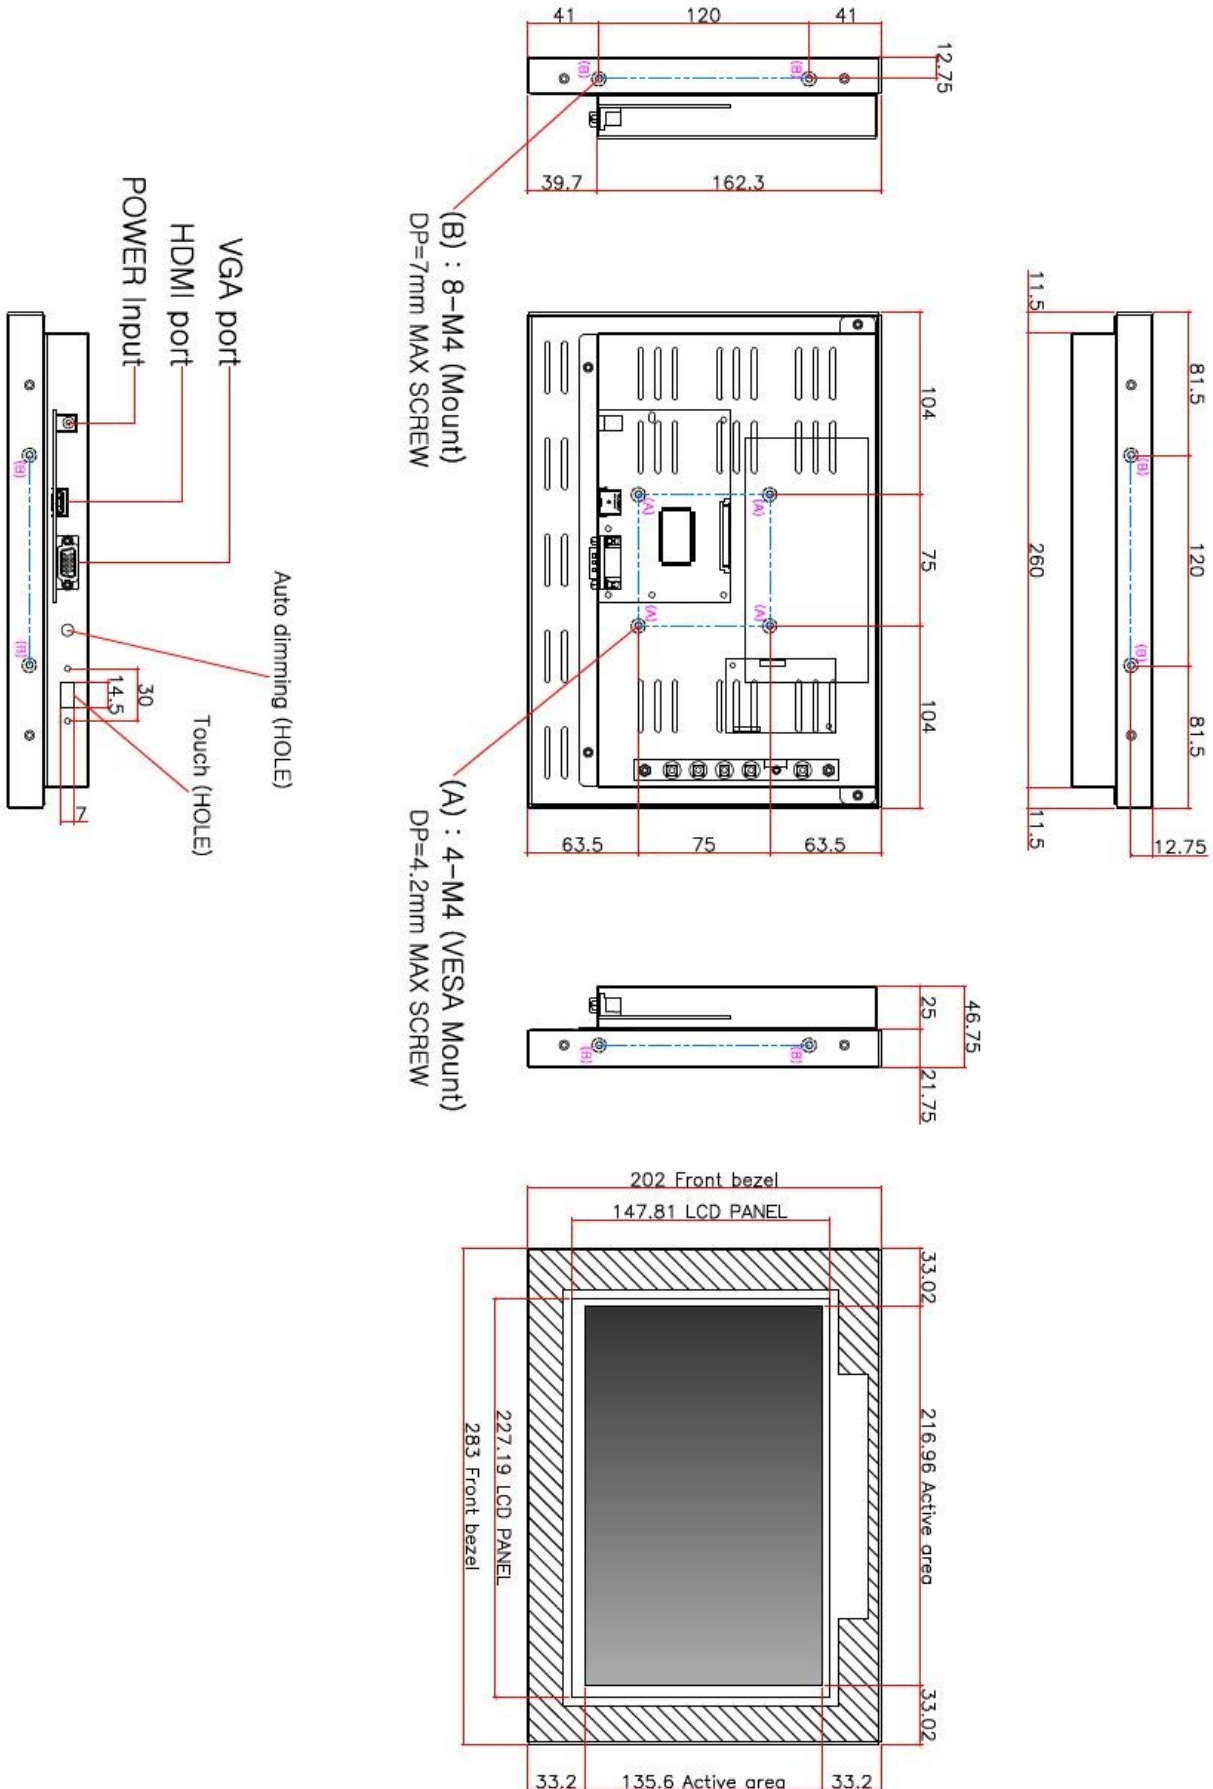 41 120 41
12.75
(B) (B)
39.7 162.3
(B) : 8-M4 (Mount)
DP=7mm MAX SCREW
VGA port
HDMI port
POWER Input
(B) (B)
Auto dimming (HOLE)
Touch (HOLE)
30
14.5
7
104 75 104
(A) (A)
(A) (A)
63.5 75 63.5
(A) : 4-M4 (VESA Mount)
DP=4.2mm MAX SCREW
81.5 120 81.5
(B) (B)
11.5 260 11.5
12.75
46.75
25 21.75
(B) (B)
202 Front bezel
147.81 LCD PANEL
33.02 216.96 Active area 33.02
227.19 LCD PANEL
283 Front bezel
33.2 135.6 Active area 33.2